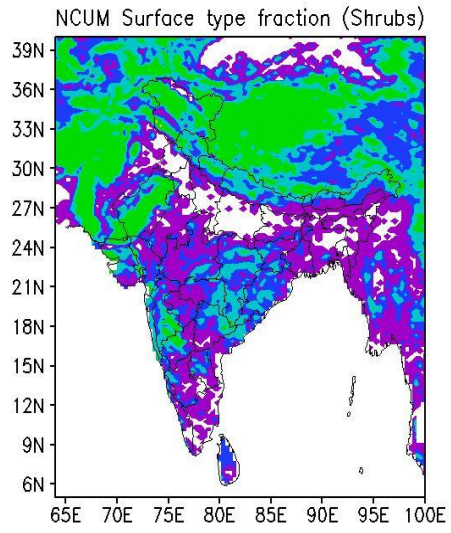 NCUM Surface type fraction (Shrubs)
39N
36N
33N
30N
27N
24N
21N
18N
15N
12N
9N
6N
65E 70E 75E 80E 85E 90E 95E 100E